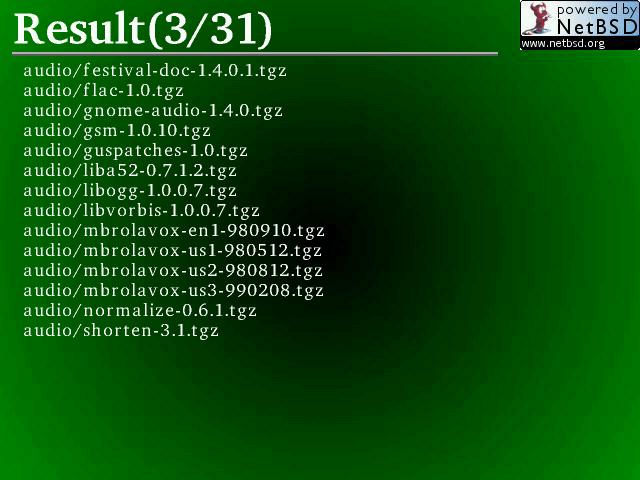 Result(3/31)
powered by
NetBSD
www.netbsd.org
audio/festival-doc-1.4.0.1.tgz
audio/flac-1.0.tgz
audio/gnome-audio-1.4.0.tgz
audio/gsm-1.0.10.tgz
audio/guspatches-1.0.tgz
audio/liba52-0.7.1.2.tgz
audio/libogg-1.0.0.7.tgz
audio/libvorbis-1.0.0.7.tgz
audio/mbrolavox-en1-980910.tgz
audio/mbrolavox-us1-980512.tgz
audio/mbrolavox-us2-980812.tgz
audio/mbrolavox-us3-990208.tgz
audio/normalize-0.6.1.tgz
audio/shorten-3.1.tgz